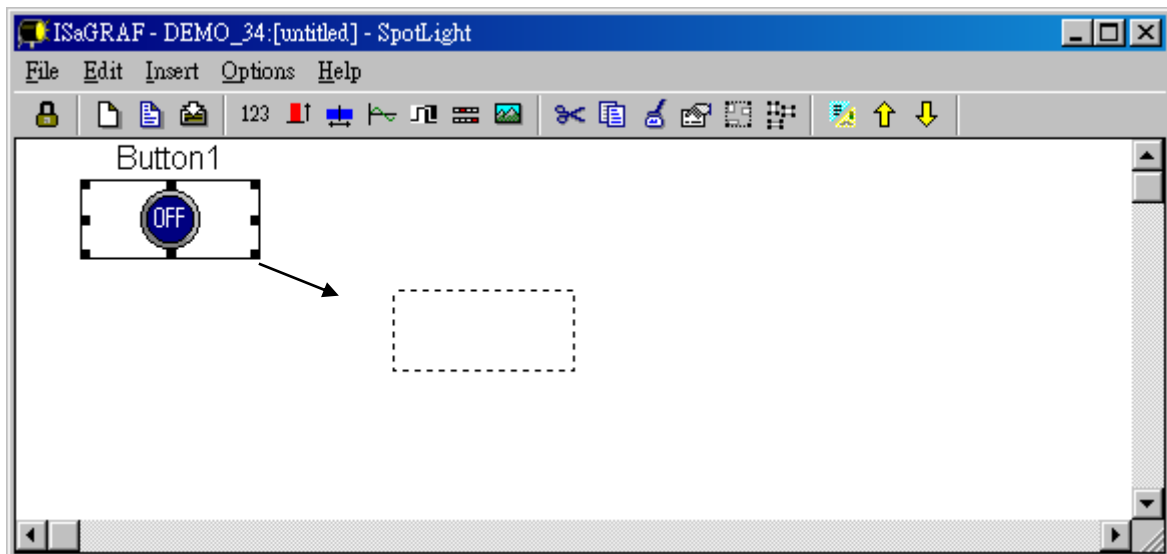 ISaGRAF - DEMO_34:[untitled] - SpotLight
File Edit Insert Options Help
123
Button1
OFF